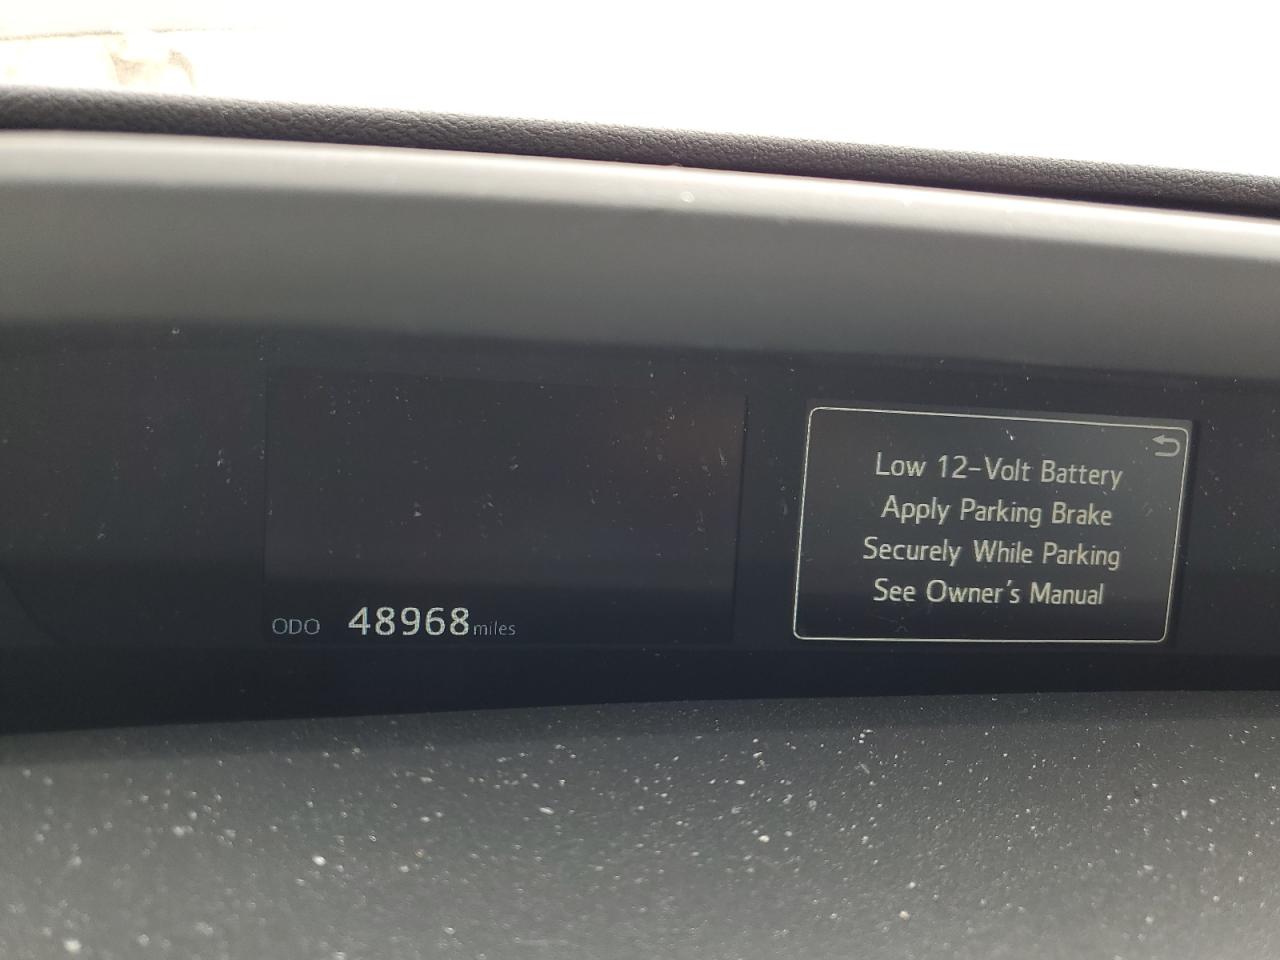 Low 12-Volt Battery
Apply Parking Brake
Securely While Parking
See Owner's Manual
ODO 48968 miles